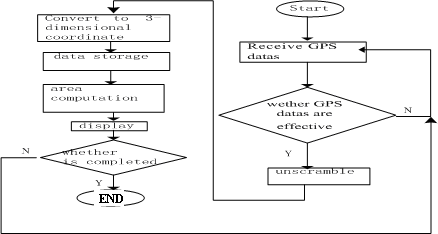 Start
Receive GPS
datas
wether GPS
datas are
effective
N
Y
unscramble
Convert to 3-
dimensional
coordinate
data storage
area
computation
display
whether
is completed
N
Y
END